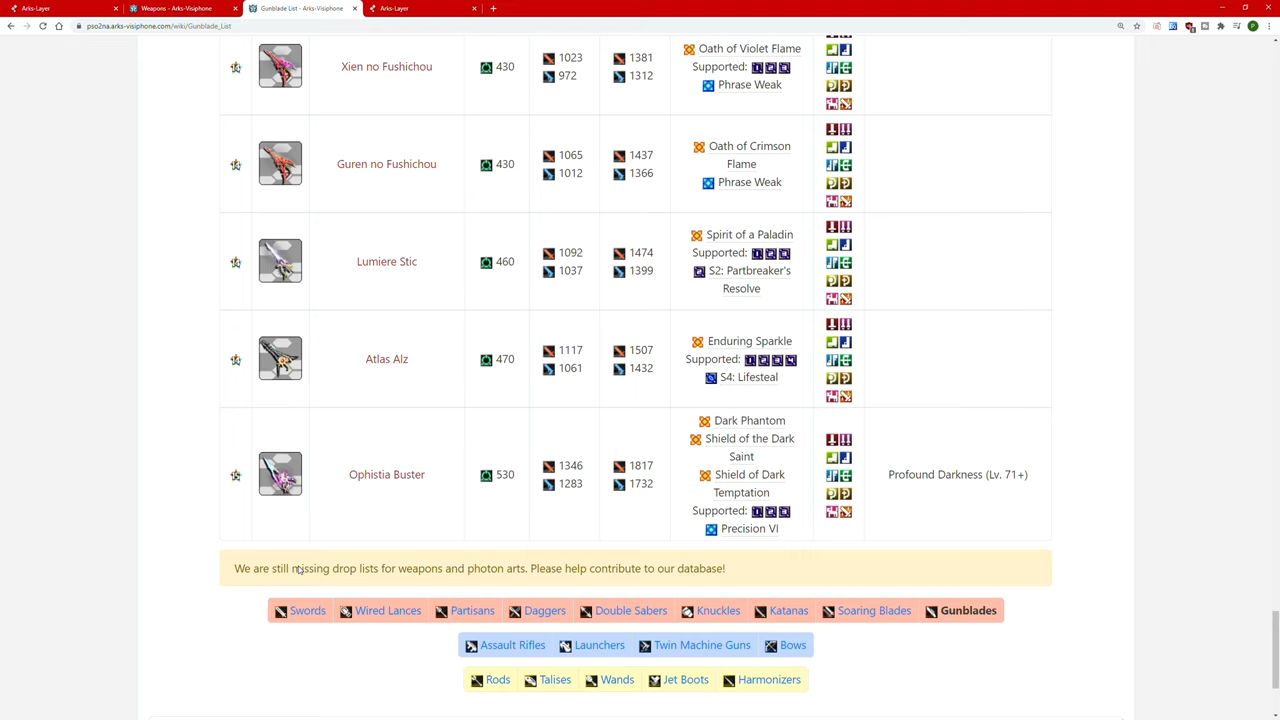 Arks-Layer
Weapons - Arks-Visiphone
Gunblade List - Arks-Visiphone
Arks-Layer
pso2na.arks-visiphone.com/wiki/Gunblade_List
Xien no Fushichou
430
1023
972
1381
1312
Oath of Violet Flame
Supported:
Phrase Weak
Guren no Fushichou
430
1065
1012
1437
1366
Oath of Crimson
Flame
Phrase Weak
Lumiere Stic
460
1092
1037
1474
1399
Spirit of a Paladin
Supported:
S2: Partbreaker's
Resolve
Atlas Alz
470
1117
1061
1507
1432
Enduring Sparkle
Supported:
S4: Lifesteal
Ophistia Buster
530
1346
1283
1817
1732
Dark Phantom
Shield of the Dark
Saint
Shield of Dark
Temptation
Supported:
Precision VI
Profound Darkness (Lv. 71+)
We are still missing drop lists for weapons and photon arts. Please help contribute to our database!
Swords Wired Lances Partisans Daggers Double Sabers Knuckles Katanas Soaring Blades Gunblades
Assault Rifles Launchers Twin Machine Guns Bows
Rods Talises Wands Jet Boots Harmonizers